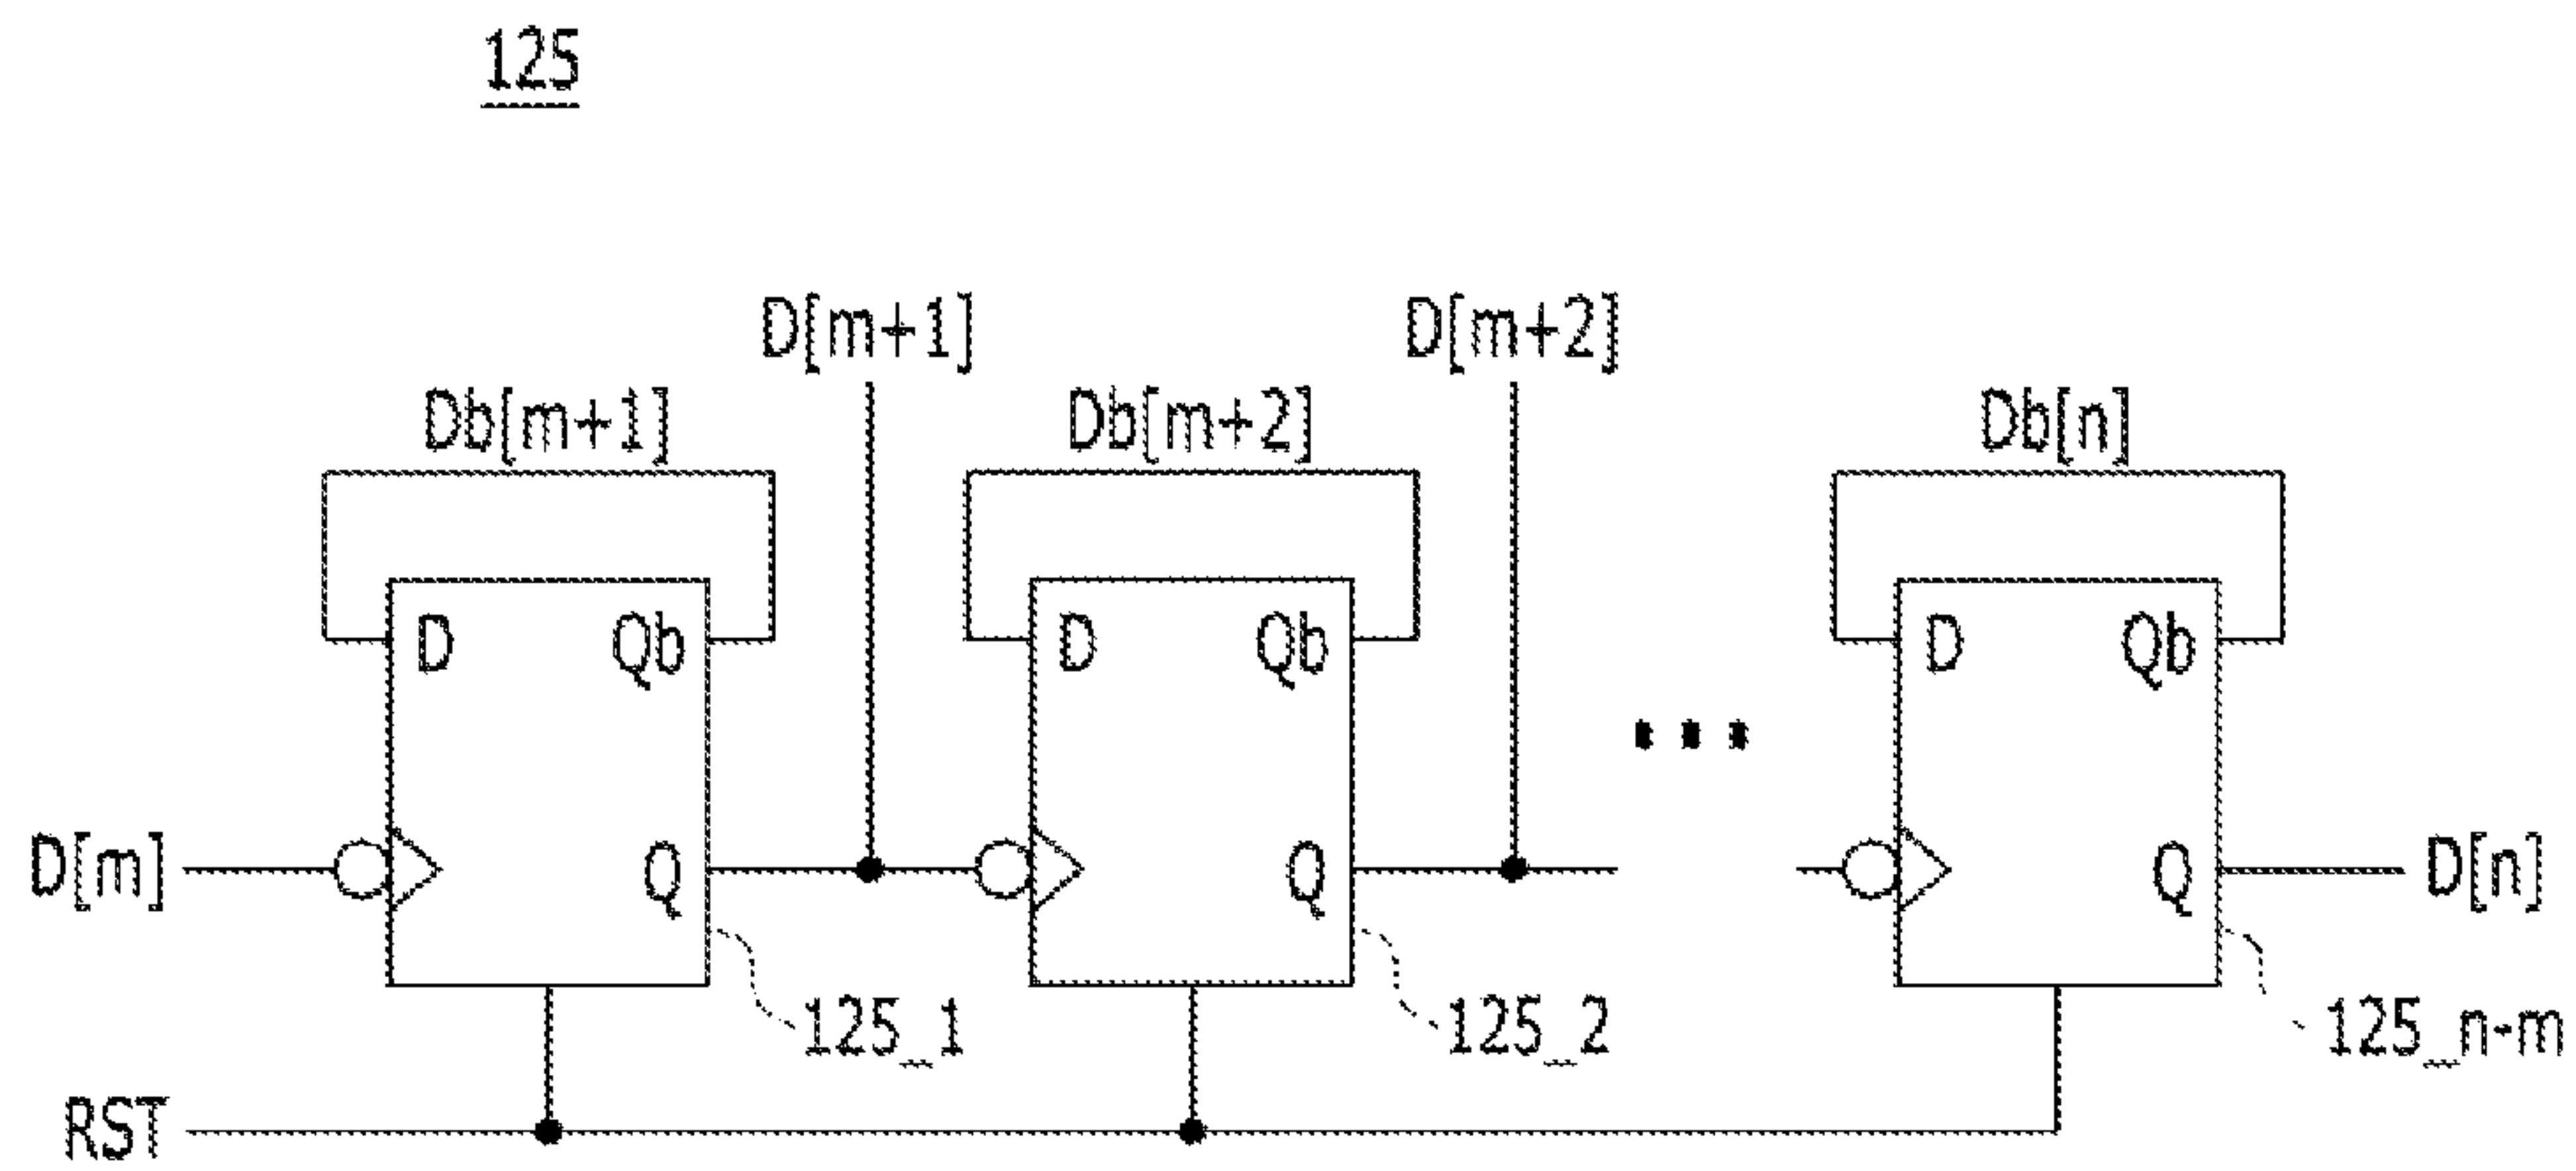 125
D[m+1] D[m+2]
Db[m+1] Db[m+2] Db[n]
D Qb D Qb D Qb
D[m] Q Q Q D[n]
125_1 125_2 125_n-m
RST